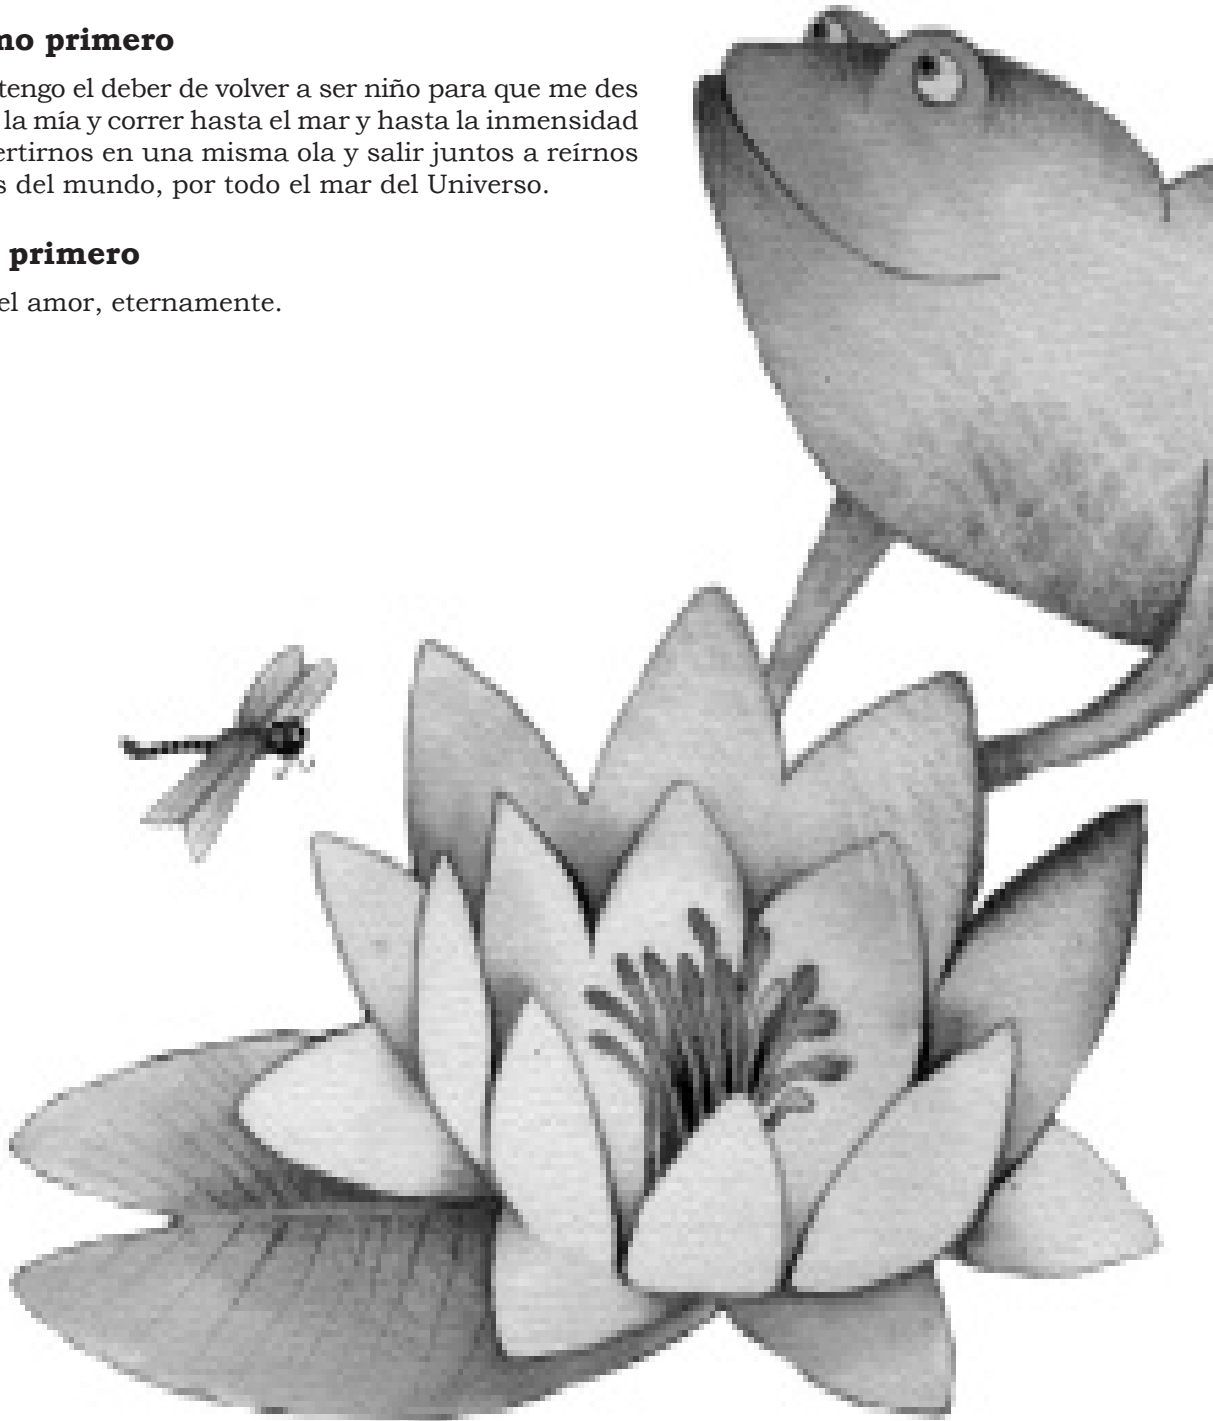 mo primero
tengo el deber de volver a ser niño para que me des
la mía y correr hasta el mar y hasta la inmensidad
ertirnos en una misma ola y salir juntos a reírnos
s del mundo, por todo el mar del Universo.
primero
el amor, eternamente.